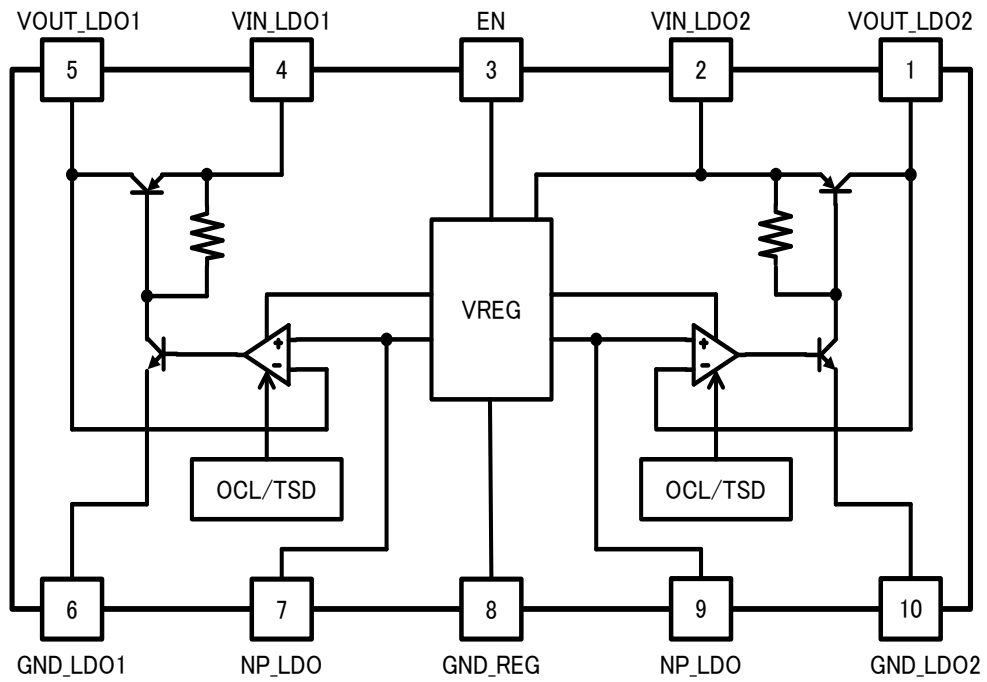 VOUT_LDO1 VIN_LDO1 EN VIN_LDO2 VOUT_LDO2
5 4 3 2 1
VREG
+ +
- -
OCL/TSD OCL/TSD
6 7 8 9 10
GND_LDO1 NP_LDO GND_REG NP_LDO GND_LDO2